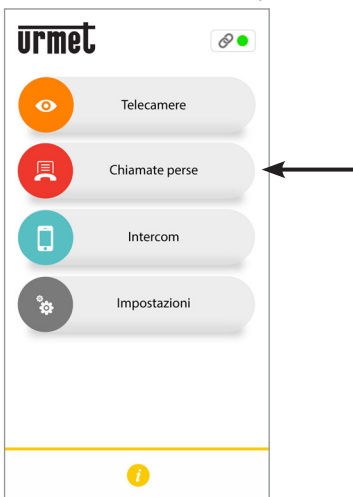 urmet
Telecamere
Chiamate perse
Intercom
Impostazioni
i